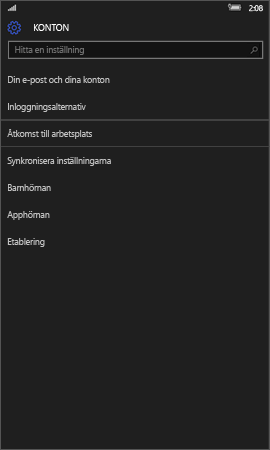 2:08
KONTON
Hitta en inställning
Din e-post och dina konton
Inloggningsalternativ
Åtkomst till arbetsplats
Synkronisera inställningarna
Barnhörnan
Apphörnan
Etablering